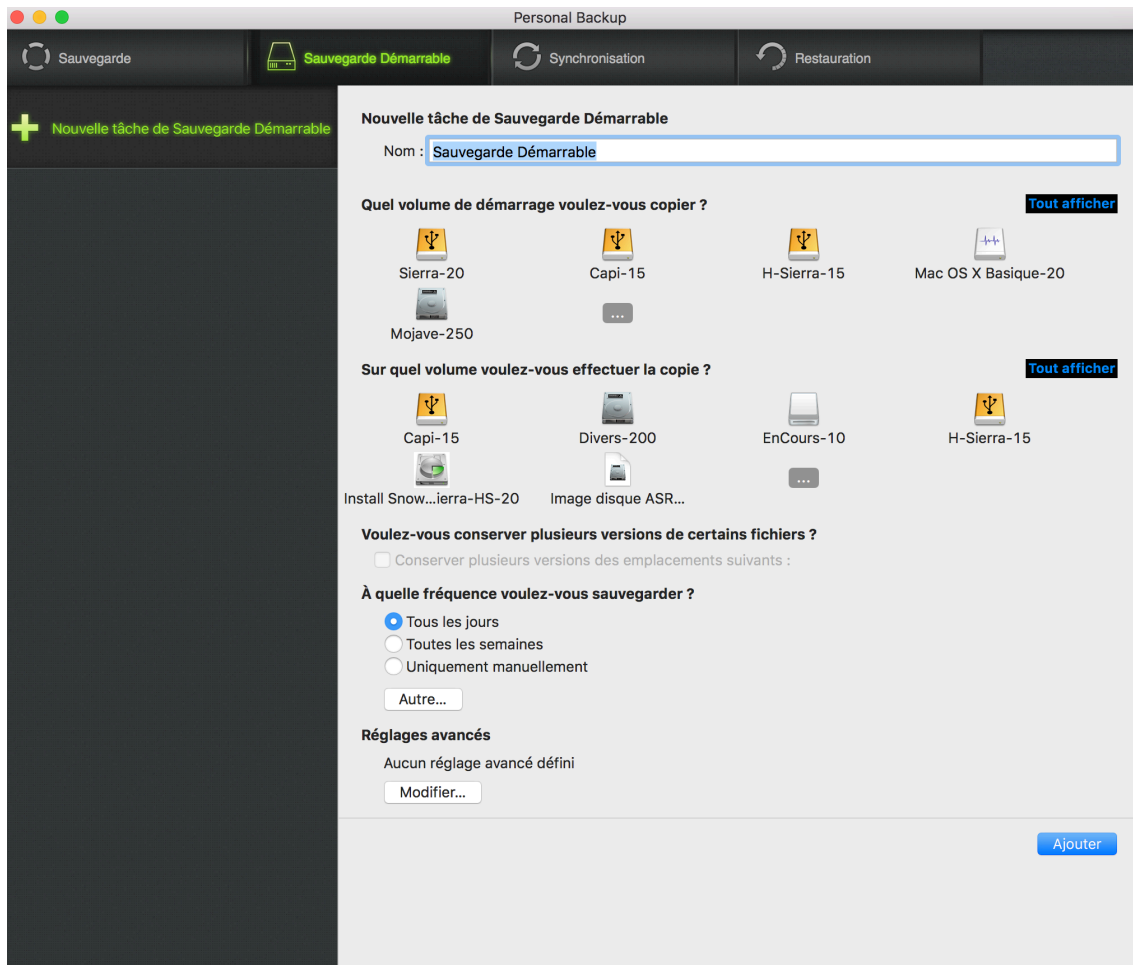 Personal Backup
Sauvegarde
Sauvegarde Démarrable
Synchronisation
Restauration
Nouvelle tâche de Sauvegarde Démarrable
Nouvelle tâche de Sauvegarde Démarrable
Nom : Sauvegarde Démarrable
Quel volume de démarrage voulez-vous copier ?
Tout afficher
Sierra-20
Capi-15
H-Sierra-15
Mac OS X Basique-20
Mojave-250
...
Sur quel volume voulez-vous effectuer la copie ?
Tout afficher
Capi-15
Divers-200
EnCours-10
H-Sierra-15
Install Snow...ierra-HS-20
Image disque ASR...
...
Voulez-vous conserver plusieurs versions de certains fichiers ?
Conserver plusieurs versions des emplacements suivants :
À quelle fréquence voulez-vous sauvegarder ?
Tous les jours
Toutes les semaines
Uniquement manuellement
Autre...
Réglages avancés
Aucun réglage avancé défini
Modifier...
Ajouter